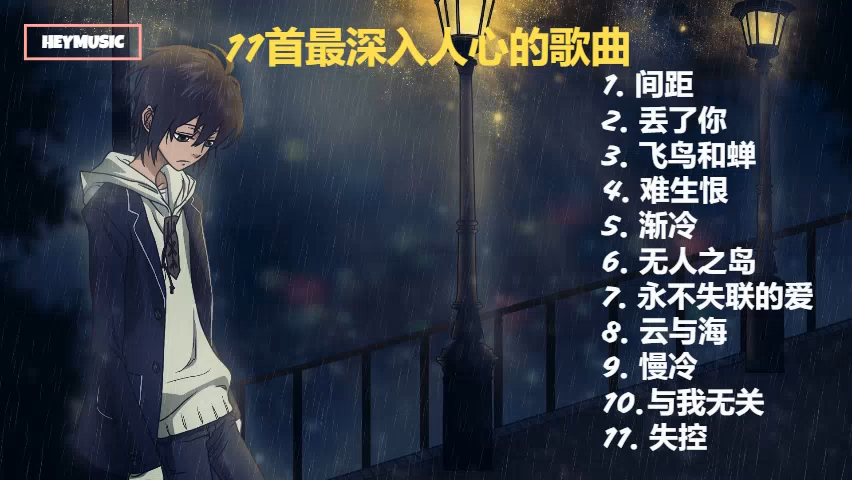 HEYMUSIC
11首最深入人心的歌曲
1. 间距
2. 丢了你
3. 飞鸟和蝉
4. 难生恨
5. 渐冷
6. 无人之岛
7. 永不失联的爱
8. 云与海
9. 慢冷
10.与我无关
11. 失控